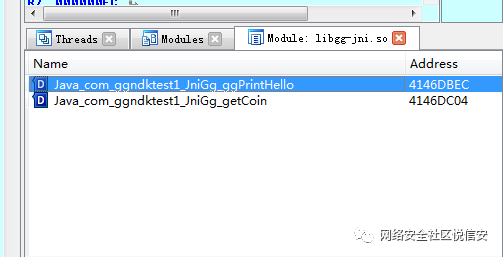 Threads Modules Module: libgg-jni.so
Name Address
D Java_com_ggndktest1_JniGg_ggPrintHello 4146DBEC
D Java_com_ggndktest1_JniGg_getCoin 4146DC04
网络安全社区悦信安